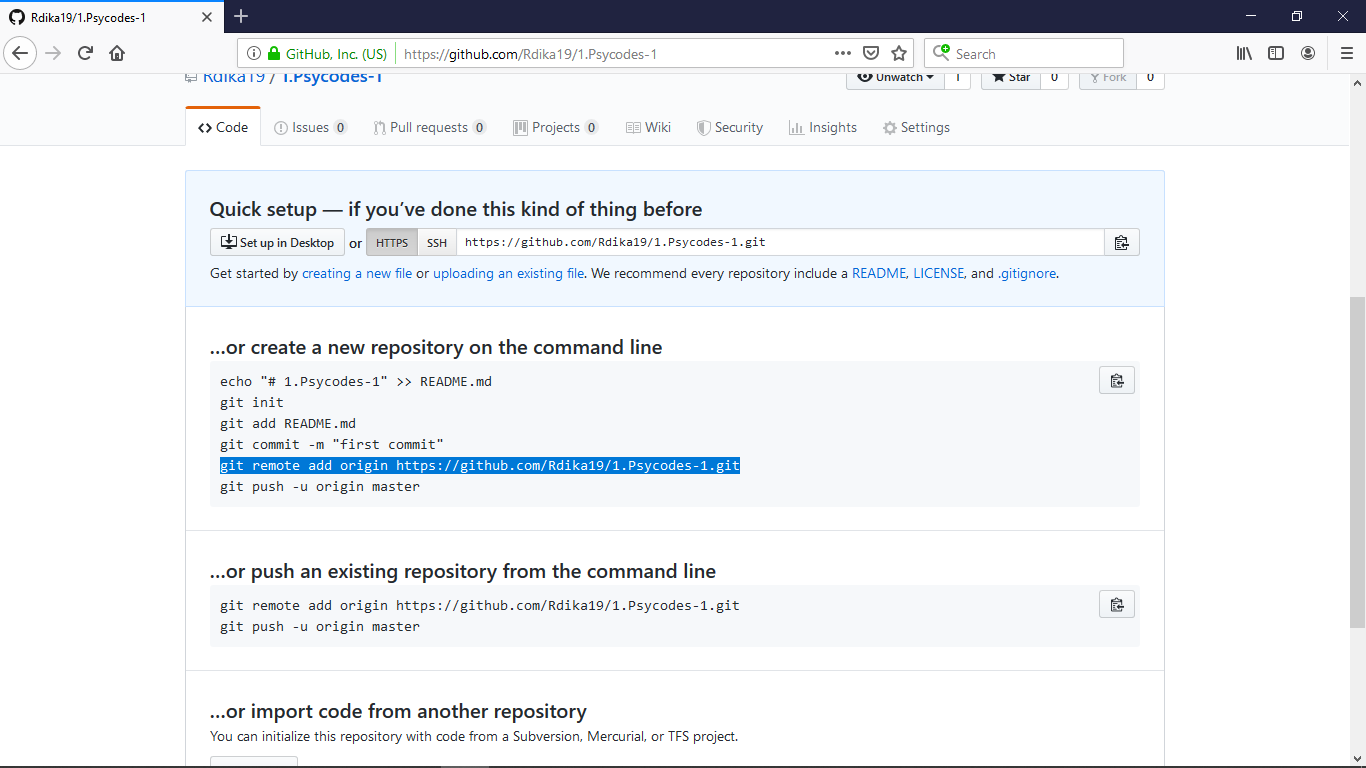 Rdika19/1.Psycodes-1
GitHub, Inc. (US) https://github.com/Rdika19/1.Psycodes-1 Search
Rdika19 / 1.Psycodes-1 Unwatch 1 Star 0 Fork 0
Code Issues 0 Pull requests 0 Projects 0 Wiki Security Insights Settings
Quick setup — if you’ve done this kind of thing before
Set up in Desktop or HTTPS SSH https://github.com/Rdika19/1.Psycodes-1.git
Get started by creating a new file or uploading an existing file. We recommend every repository include a README, LICENSE, and .gitignore.
…or create a new repository on the command line
echo "# 1.Psycodes-1" >> README.md
git init
git add README.md
git commit -m "first commit"
git remote add origin https://github.com/Rdika19/1.Psycodes-1.git
git push -u origin master
…or push an existing repository from the command line
git remote add origin https://github.com/Rdika19/1.Psycodes-1.git
git push -u origin master
…or import code from another repository
You can initialize this repository with code from a Subversion, Mercurial, or TFS project.